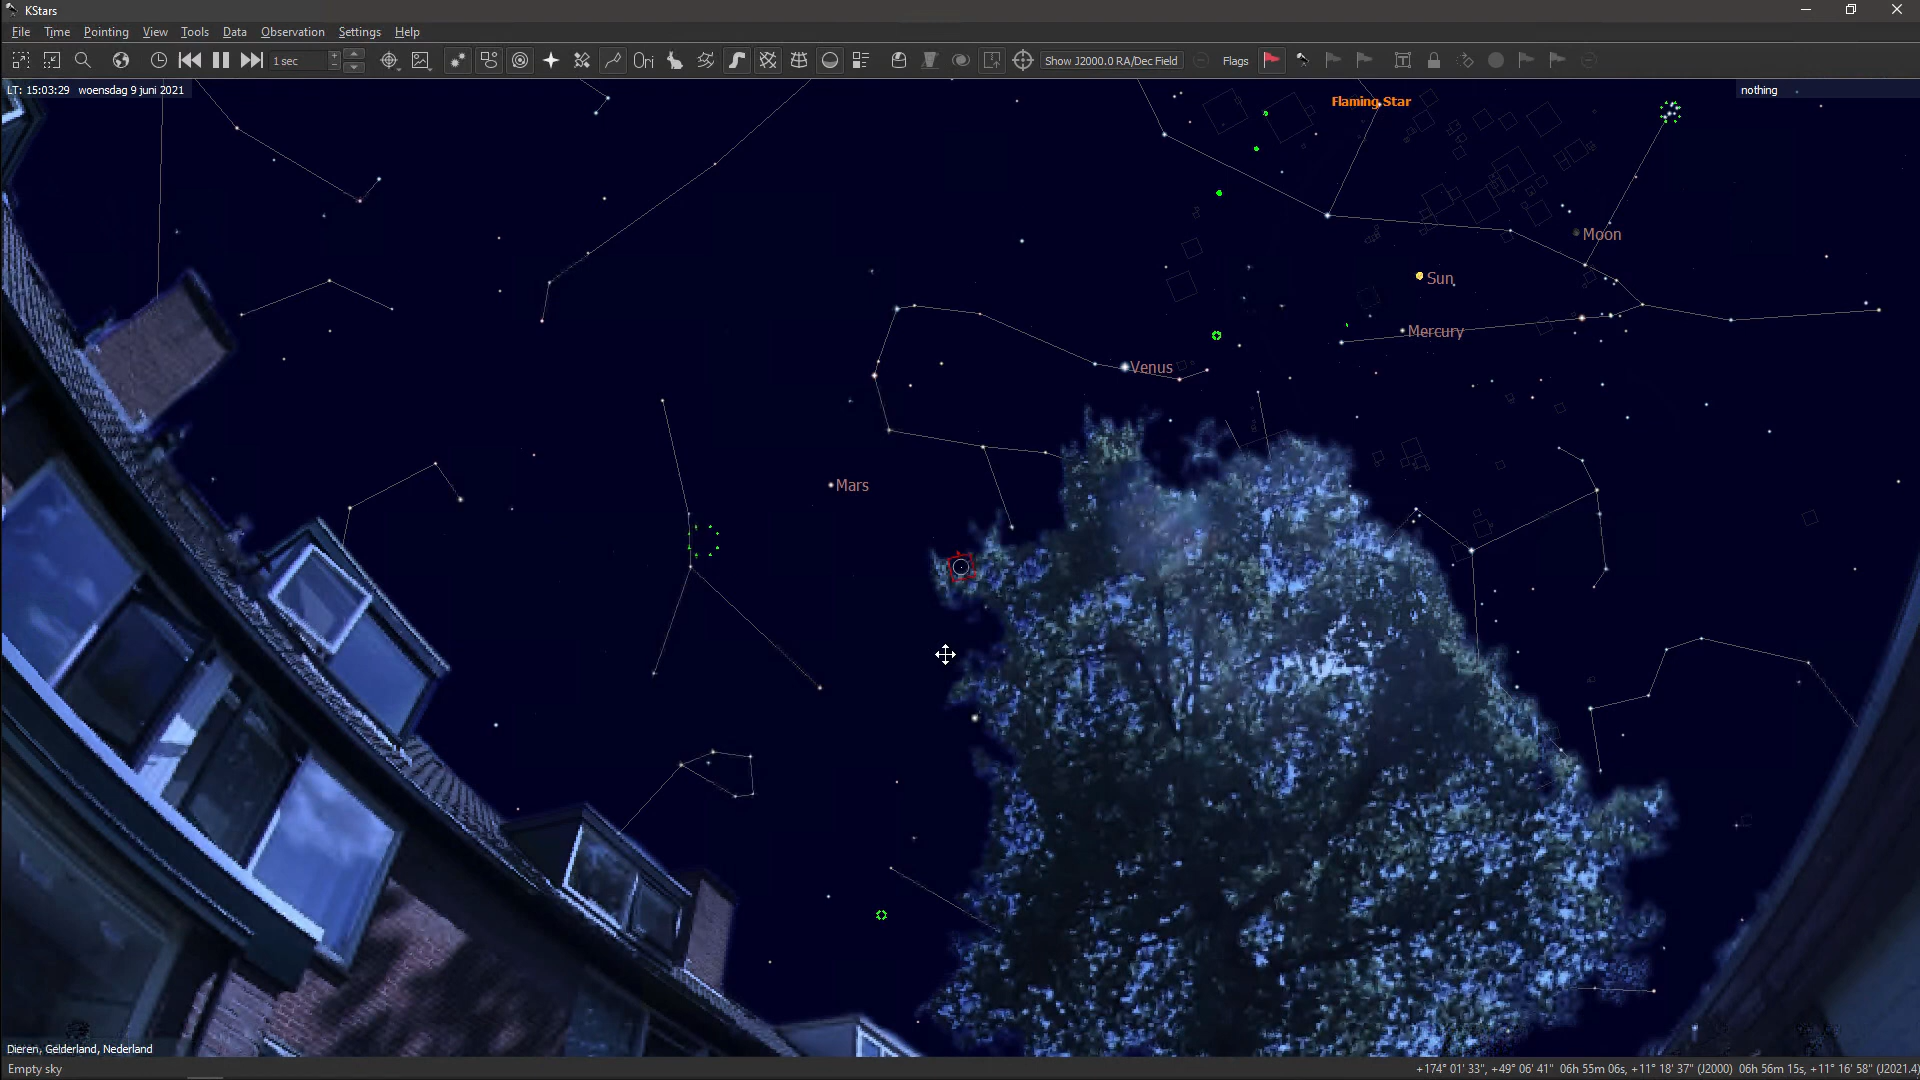 KStars
File Time Pointing View Tools Data Observation Settings Help
1 sec
Ori
Show J2000.0 RA/Dec Field
Flags
LT: 15:03:29 woensdag 9 juni 2021
nothing
Flaming Star
Moon
Sun
Mercury
Venus
Mars
Dieren, Gelderland, Nederland
Empty sky
+174° 01' 33", +49° 06' 41" 06h 55m 06s, +11° 18' 37" (J2000) 06h 56m 15s, +11° 16' 58" (J2021.4)